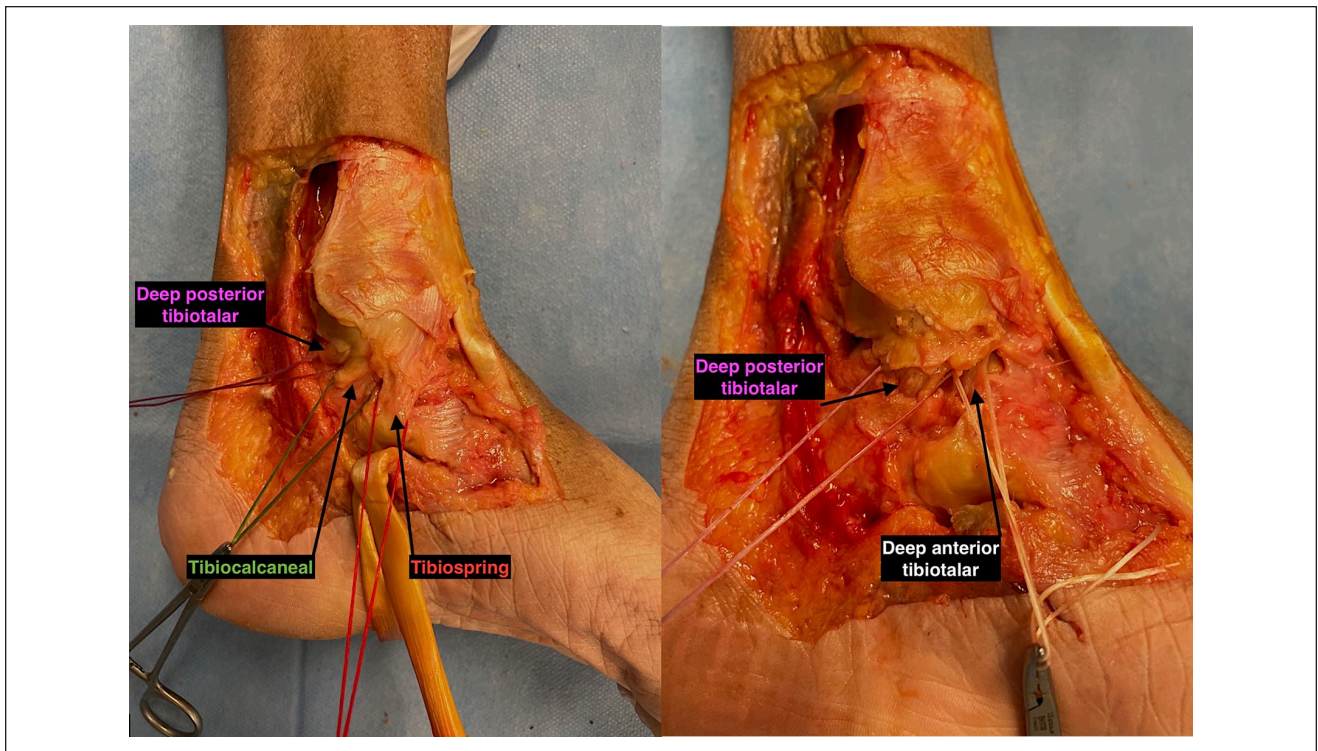 Deep posterior
tibiotalar
Tibiocalcaneal
Tibiospring
Deep posterior
tibiotalar
Deep anterior
tibiotalar